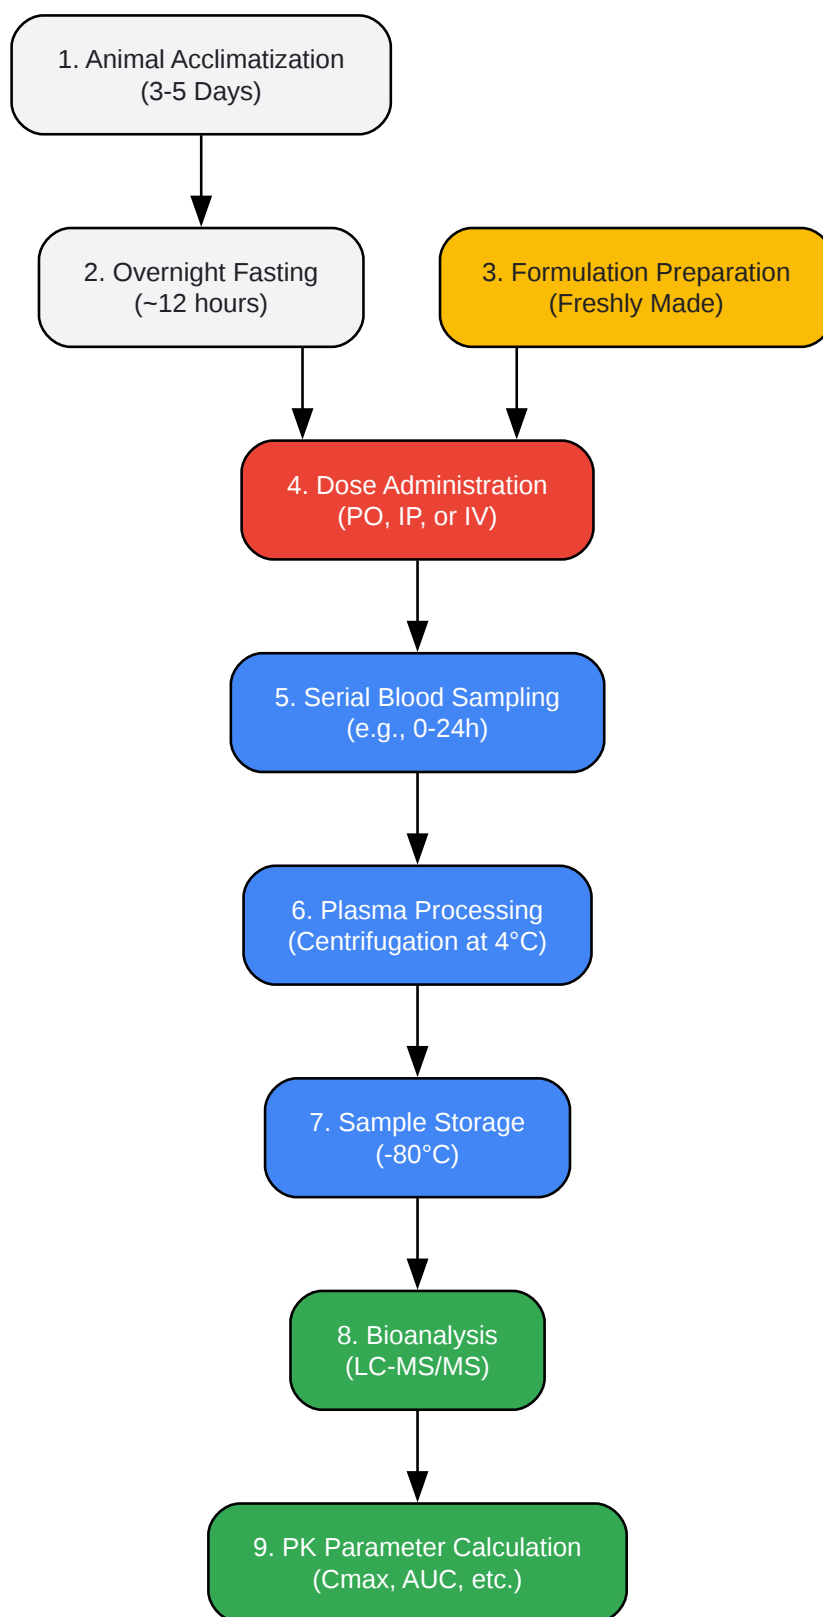 1. Animal Acclimatization
(3-5 Days)
2. Overnight Fasting
(~12 hours)
3. Formulation Preparation
(Freshly Made)
4. Dose Administration
(PO, IP, or IV)
5. Serial Blood Sampling
(e.g., 0-24h)
6. Plasma Processing
(Centrifugation at 4°C)
7. Sample Storage
(-80°C)
8. Bioanalysis
(LC-MS/MS)
9. PK Parameter Calculation
(Cmax, AUC, etc.)